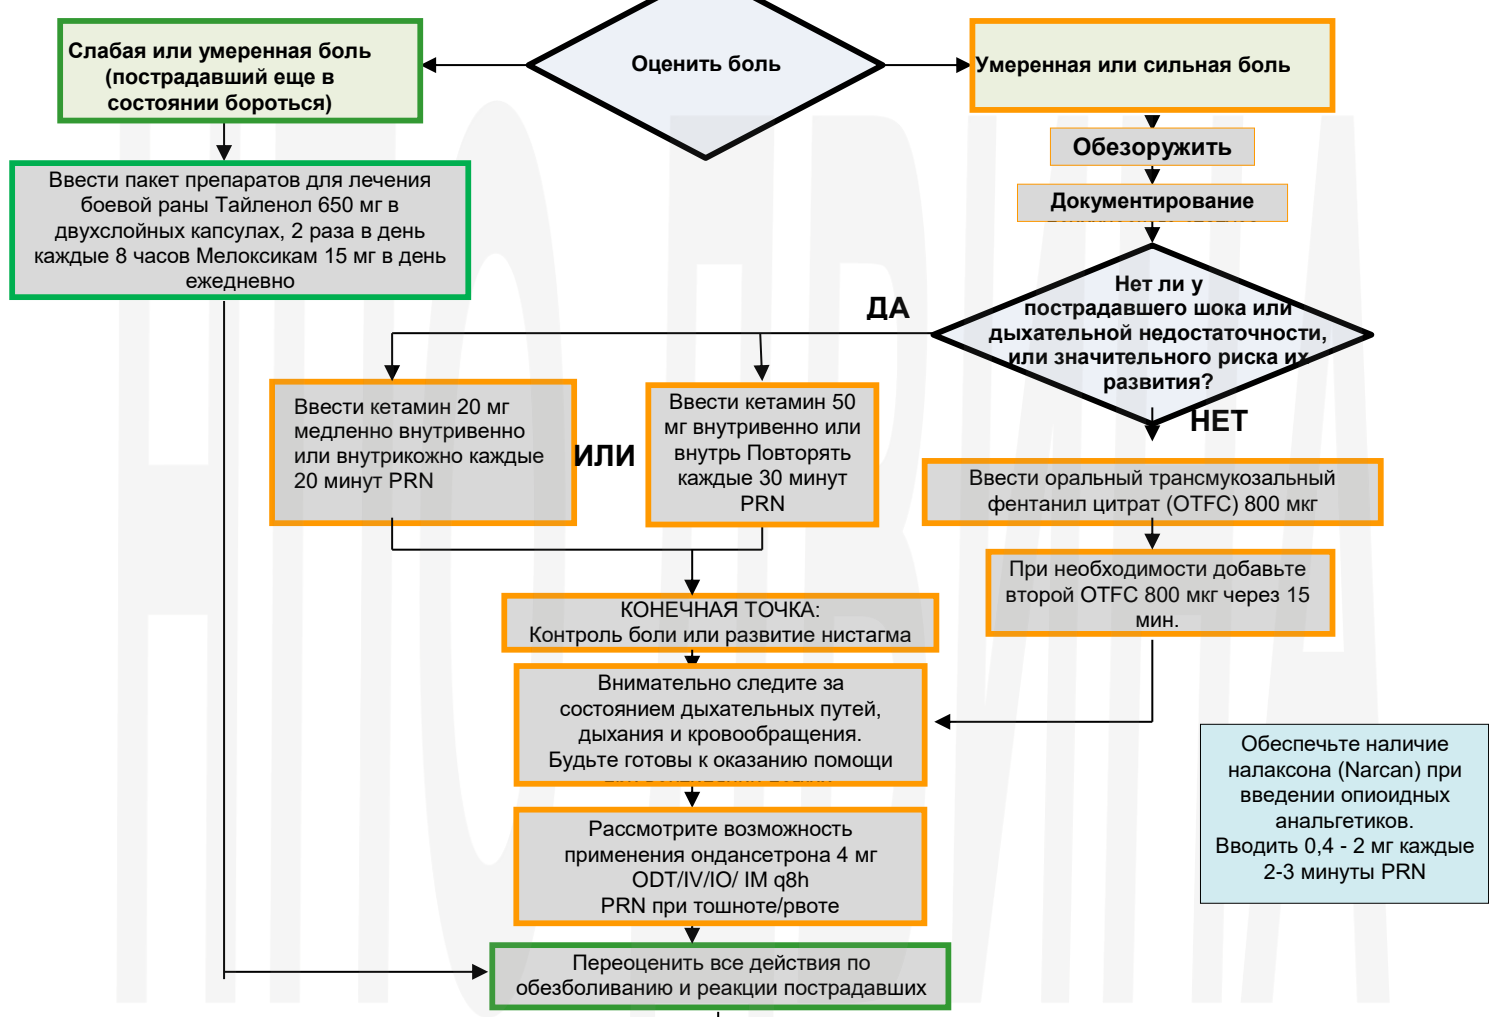 Оценить боль
Слабая или умеренная боль
(пострадавший еще в
состоянии бороться)
Умеренная или сильная боль
Обезоружить
Документирование
Ввести пакет препаратов для лечения
боевой раны Тайленол 650 мг в
двухслойных капсулах, 2 раза в день
каждые 8 часов Мелоксикам 15 мг в день
ежедневно
Нет ли у
пострадавшего шока или
дыхательной недостаточности,
или значительного риска их
развития?
ДА
НЕТ
Ввести кетамин 20 мг
медленно внутривенно
или внутрикожно каждые
20 минут PRN
ИЛИ
Ввести кетамин 50
мг внутривенно или
внутрь Повторять
каждые 30 минут
PRN
Ввести оральный трансмукозальный
фентанил цитрат (OTFC) 800 мкг
При необходимости добавьте
второй OTFC 800 мкг через 15
мин.
КОНЕЧНАЯ ТОЧКА:
Контроль боли или развитие нистагма
Внимательно следите за
состоянием дыхательных путей,
дыхания и кровообращения.
Будьте готовы к оказанию помощи
Рассмотрите возможность
применения ондансетрона 4 мг
ODT/IV/IO/ IM q8h
PRN при тошноте/рвоте
Обеспечьте наличие
налаксона (Narcan) при
введении опиоидных
анальгетиков.
Вводить 0,4 - 2 мг каждые
2-3 минуты PRN
Переоценить все действия по
обезболиванию и реакции пострадавших